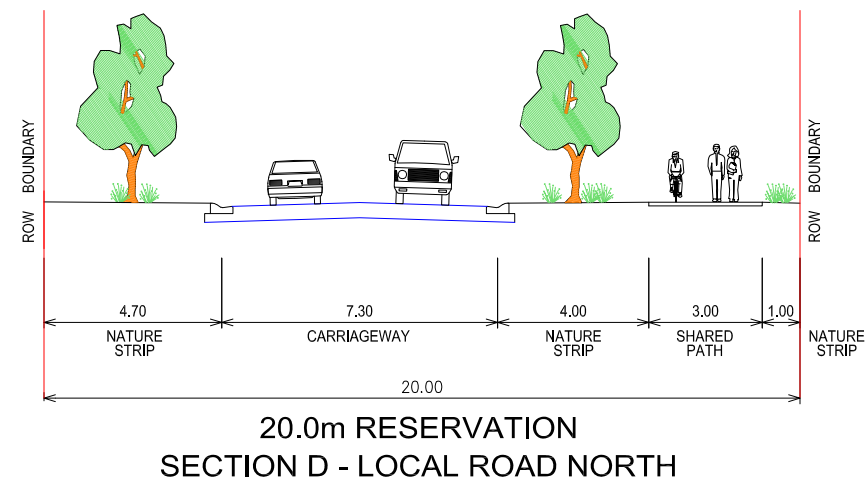 ROW BOUNDARY
ROW BOUNDARY
4.70
7.30
4.00
3.00
1.00
NATURE
STRIP
CARRIAGEWAY
NATURE
STRIP
SHARED
PATH
NATURE
STRIP
20.00
20.0m RESERVATION
SECTION D - LOCAL ROAD NORTH